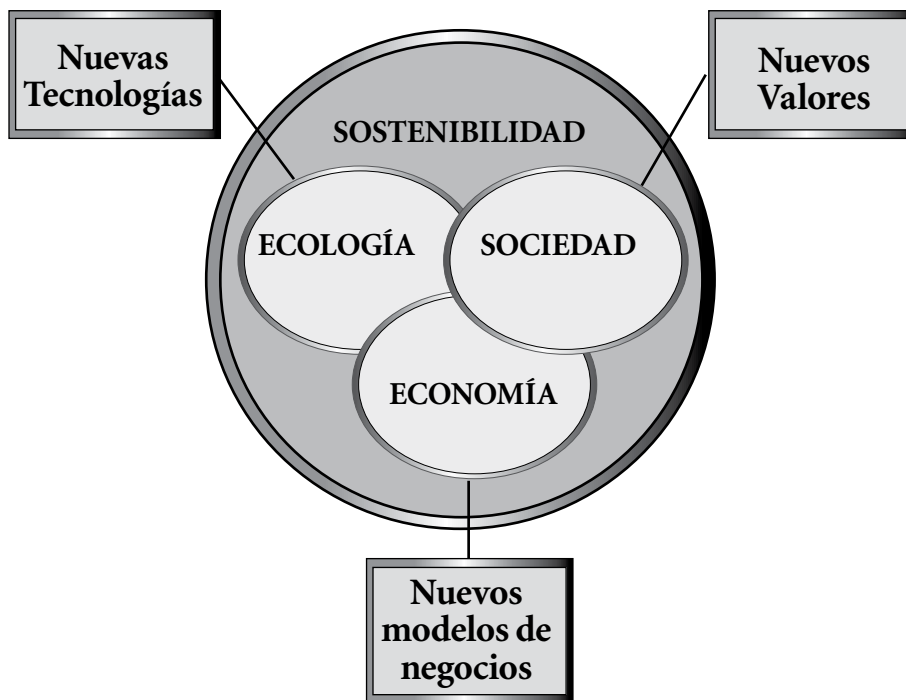 Nuevas
Tecnologías
Nuevos
Valores
SOSTENIBILIDAD
ECOLOGÍA
SOCIEDAD
ECONOMÍA
Nuevos
modelos de
negocios